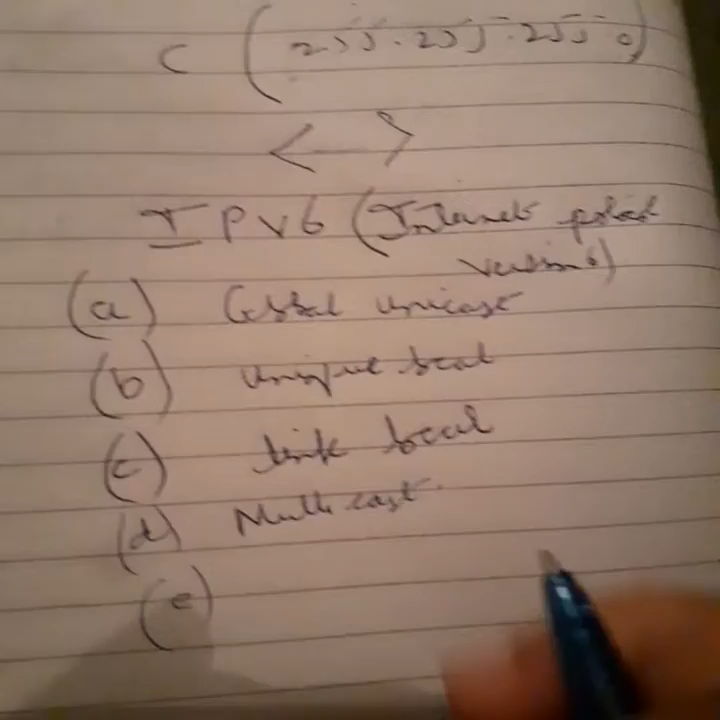 C (255.255.255.0)
IPV6 (Internet protocol
version 6)
(a) Global unicast
(b) unique local
(c) link local
(d) Multicast
(e)